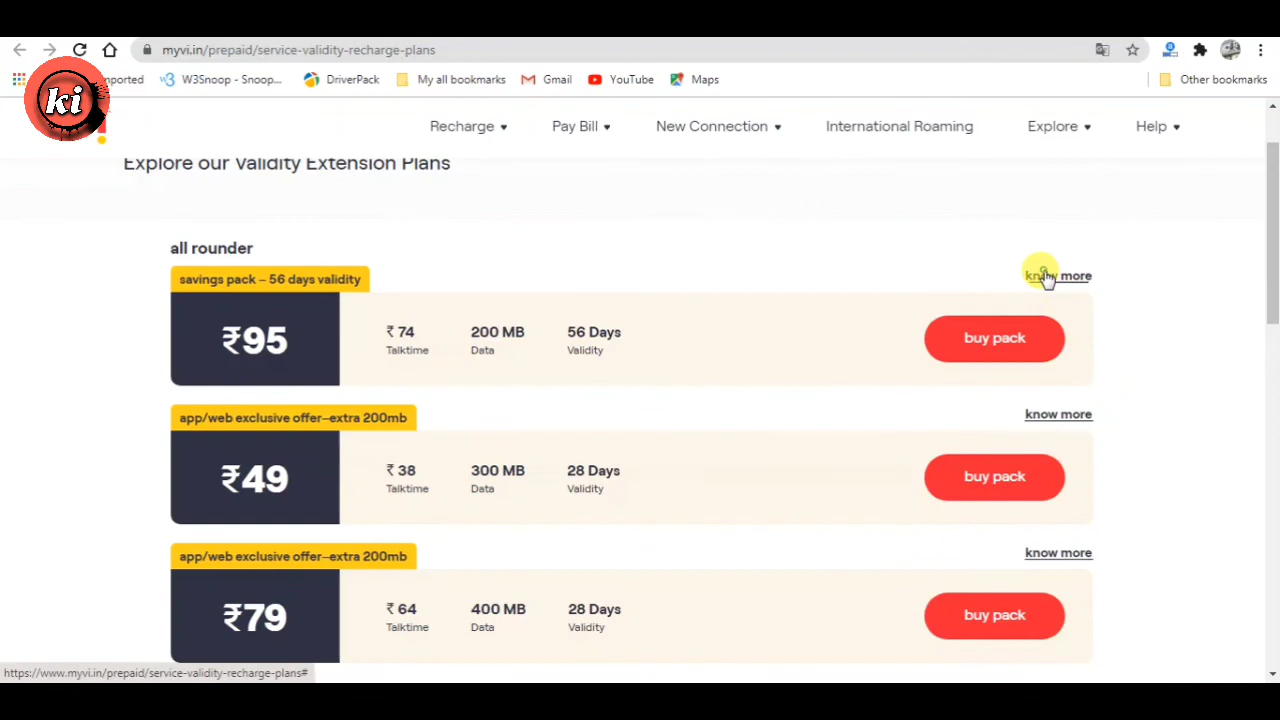 myvi.in/prepaid/service-validity-recharge-plans
ported
W3Snoop - Snoop...
DriverPack
My all bookmarks
Gmail
YouTube
Maps
Other bookmarks
ki
Recharge
Pay Bill
New Connection
International Roaming
Explore
Help
Explore our Validity Extension Plans
all rounder
savings pack – 56 days validity
know more
₹95
₹ 74
200 MB
56 Days
Talktime
Data
Validity
buy pack
app/web exclusive offer–extra 200mb
know more
₹49
₹ 38
300 MB
28 Days
Talktime
Data
Validity
buy pack
app/web exclusive offer–extra 200mb
know more
₹79
₹ 64
400 MB
28 Days
Talktime
Data
Validity
buy pack
https://www.myvi.in/prepaid/service-validity-recharge-plans#